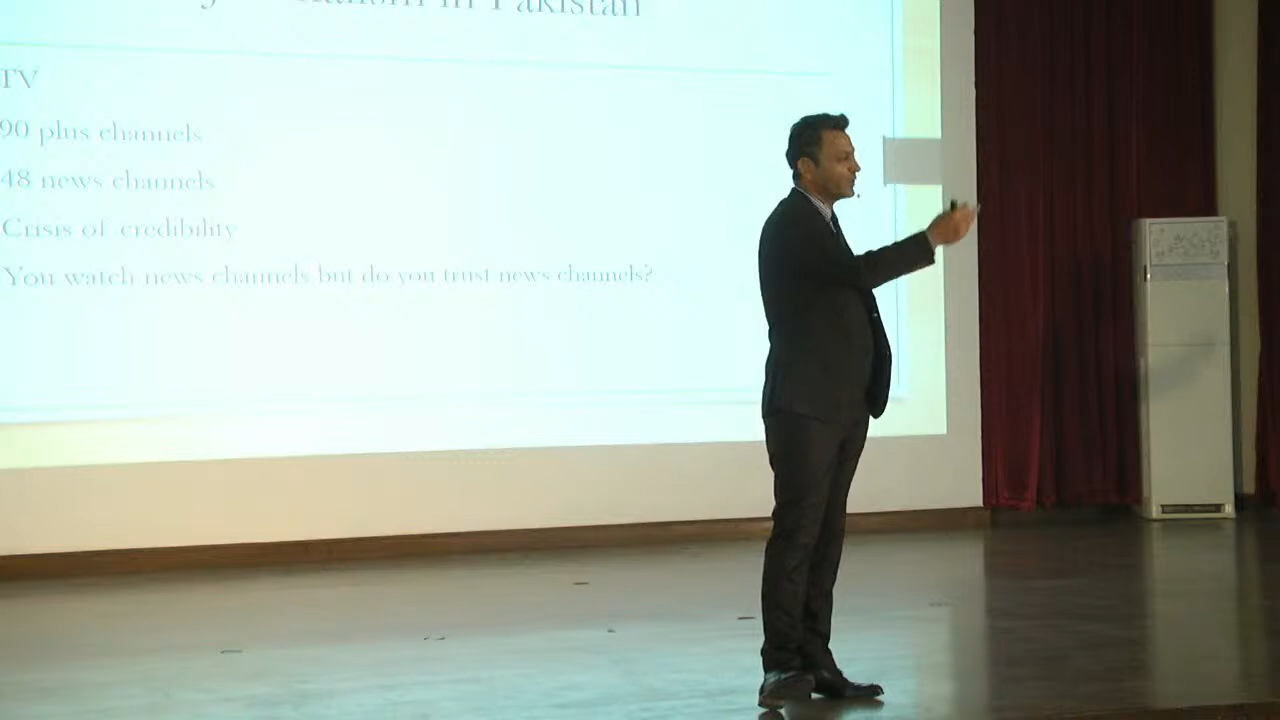 in Pakistan
TV
90 plus channels
48 news channels
Crisis of credibility
You watch news channels but do you trust news channels?